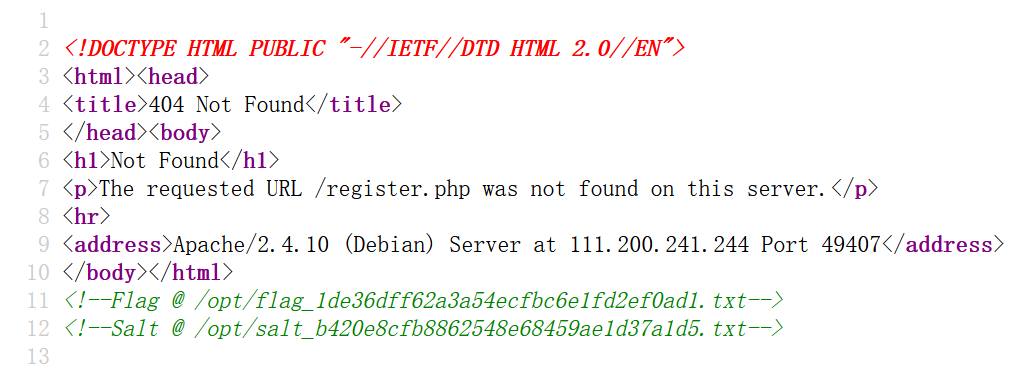 1
2 <!DOCTYPE HTML PUBLIC "-//IETF//DTD HTML 2.0//EN">
3 <html><head>
4 <title>404 Not Found</title>
5 </head><body>
6 <h1>Not Found</h1>
7 <p>The requested URL /register.php was not found on this server.</p>
8 <hr>
9 <address>Apache/2.4.10 (Debian) Server at 111.200.241.244 Port 49407</address>
10 </body></html>
11 <!--Flag @ /opt/flag_1de36dff62a3a54ecfbc6e1fd2ef0ad1.txt-->
12 <!--Salt @ /opt/salt_b420e8cfb8862548e68459ae1d37a1d5.txt-->
13